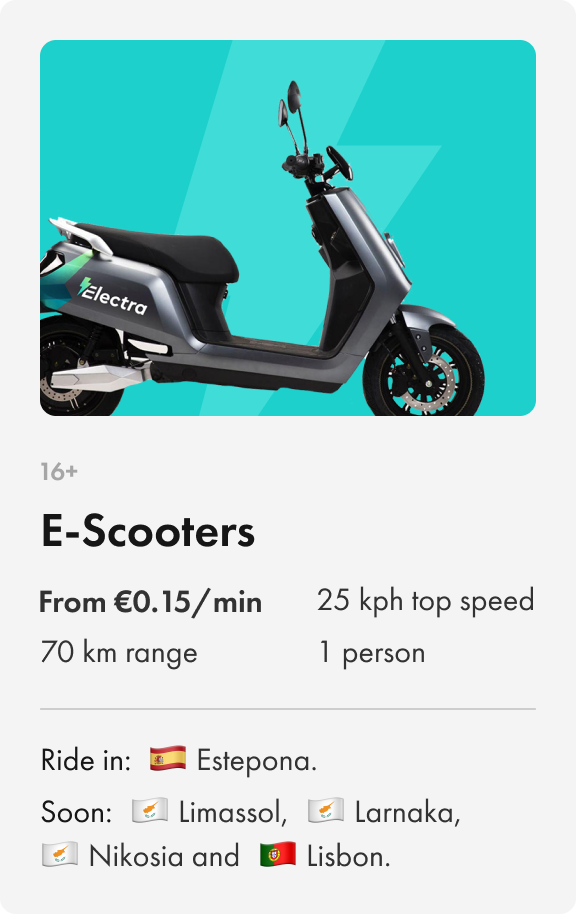 Electra
16+
E-Scooters
From €0.15/min
25 kph top speed
70 km range
1 person
Ride in: 🇪🇸 Estepona.
Soon: 🇨🇾 Limassol, 🇨🇾 Larnaka,
🇨🇾 Nikosia and 🇵🇹 Lisbon.